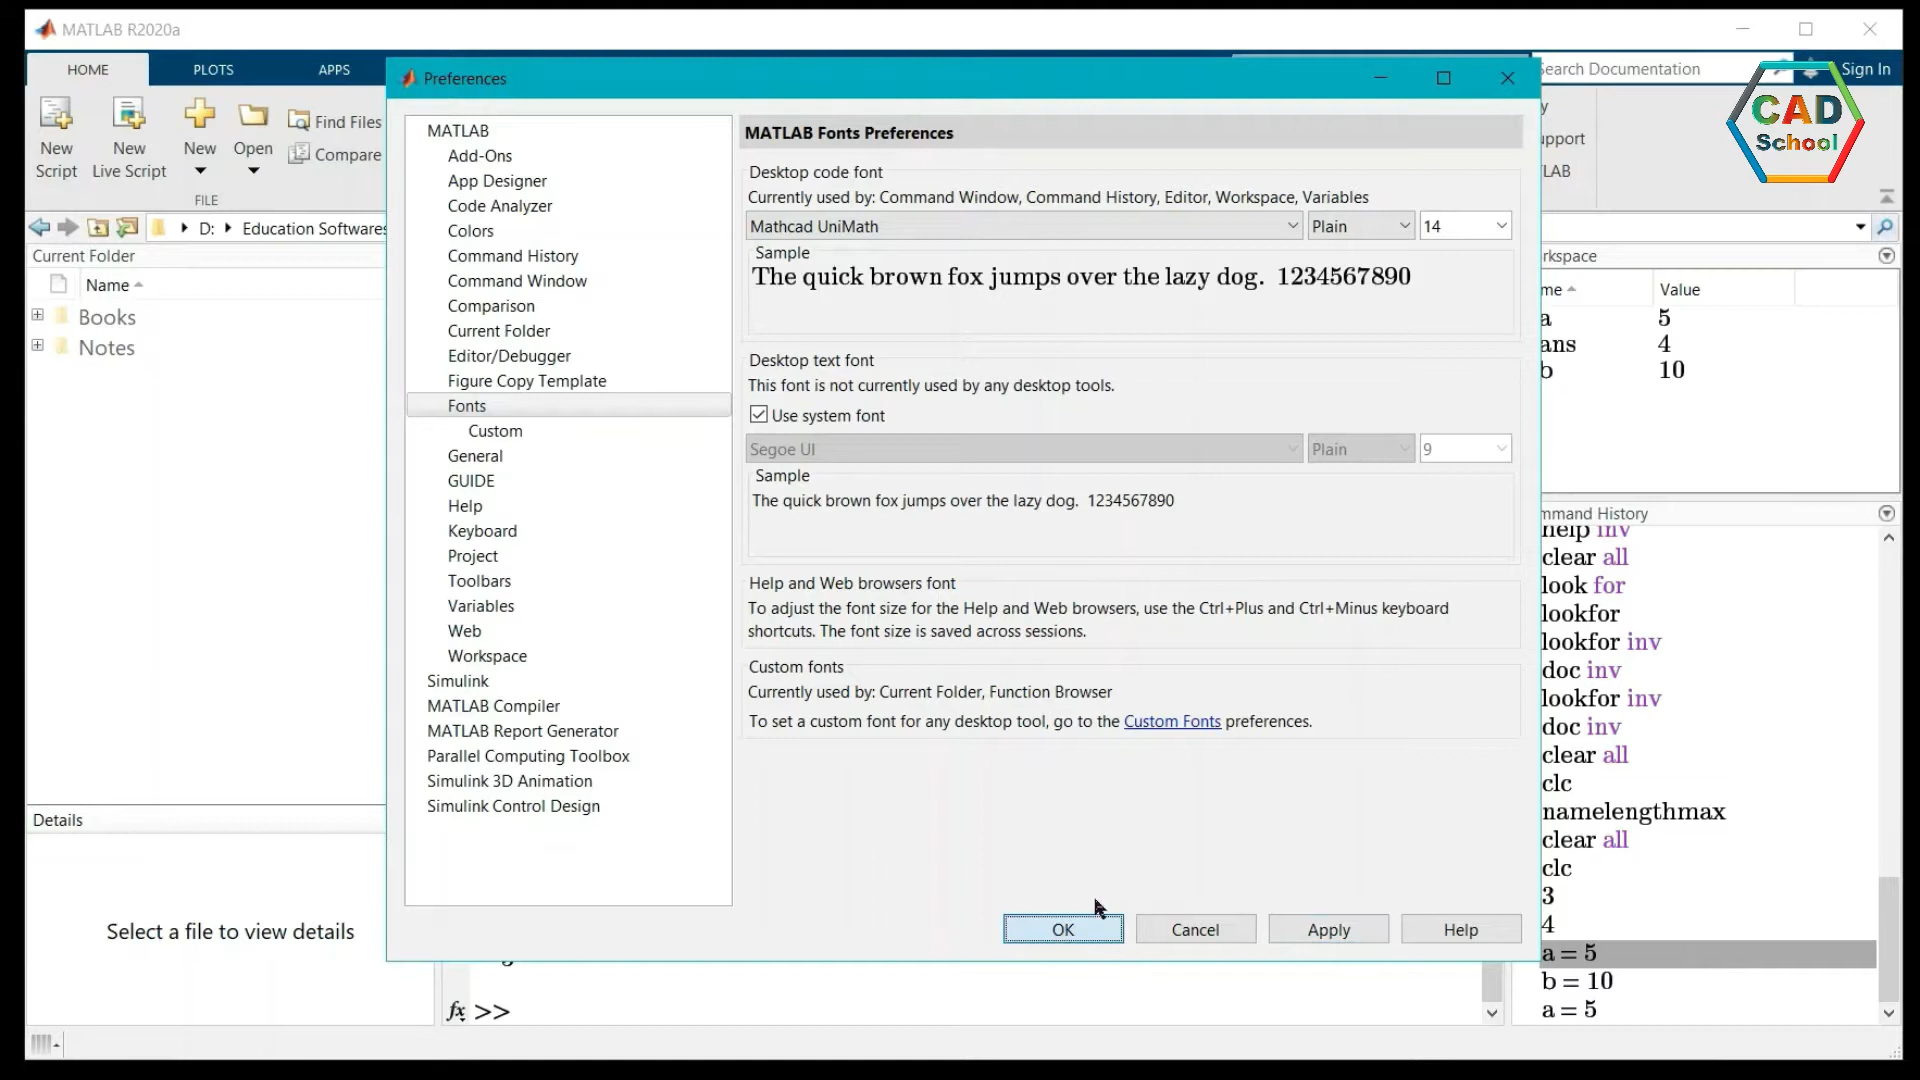 MATLAB R2020a
HOME
PLOTS
APPS
Search Documentation
Sign In
CAD
School
New
Script
New
Live Script
New
Open
Find Files
Compare
FILE
D:
Education Softwares
Current Folder
Name
Books
Notes
Details
Select a file to view details
Preferences
MATLAB
Add-Ons
App Designer
Code Analyzer
Colors
Command History
Command Window
Comparison
Current Folder
Editor/Debugger
Figure Copy Template
Fonts
Custom
General
GUIDE
Help
Keyboard
Project
Toolbars
Variables
Web
Workspace
Simulink
MATLAB Compiler
MATLAB Report Generator
Parallel Computing Toolbox
Simulink 3D Animation
Simulink Control Design
MATLAB Fonts Preferences
Desktop code font
Currently used by: Command Window, Command History, Editor, Workspace, Variables
Mathcad UniMath Plain 14
Sample
The quick brown fox jumps over the lazy dog. 1234567890
Desktop text font
This font is not currently used by any desktop tools.
Use system font
Segoe UI Plain 9
Sample
The quick brown fox jumps over the lazy dog. 1234567890
Help and Web browsers font
To adjust the font size for the Help and Web browsers, use the Ctrl+Plus and Ctrl+Minus keyboard
shortcuts. The font size is saved across sessions.
Custom fonts
Currently used by: Current Folder, Function Browser
To set a custom font for any desktop tool, go to the Custom Fonts preferences.
OK
Cancel
Apply
Help
fx >>
y
pport
LAB
rkspace
me
Value
a 5
ans 4
b 10
mmand History
help inv
clear all
look for
lookfor
lookfor inv
doc inv
lookfor inv
doc inv
clear all
clc
namelengthmax
clear all
clc
3
4
a = 5
b = 10
a = 5